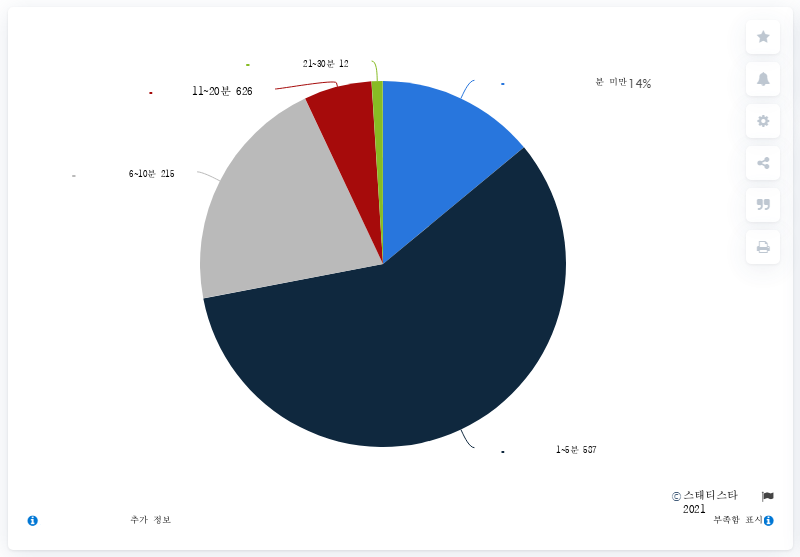 21~30분 12
분 미만 14%
11~20분 626
6~10분 215
1~5분 537
© 스태티스타
2021
추가 정보
부족함 표시